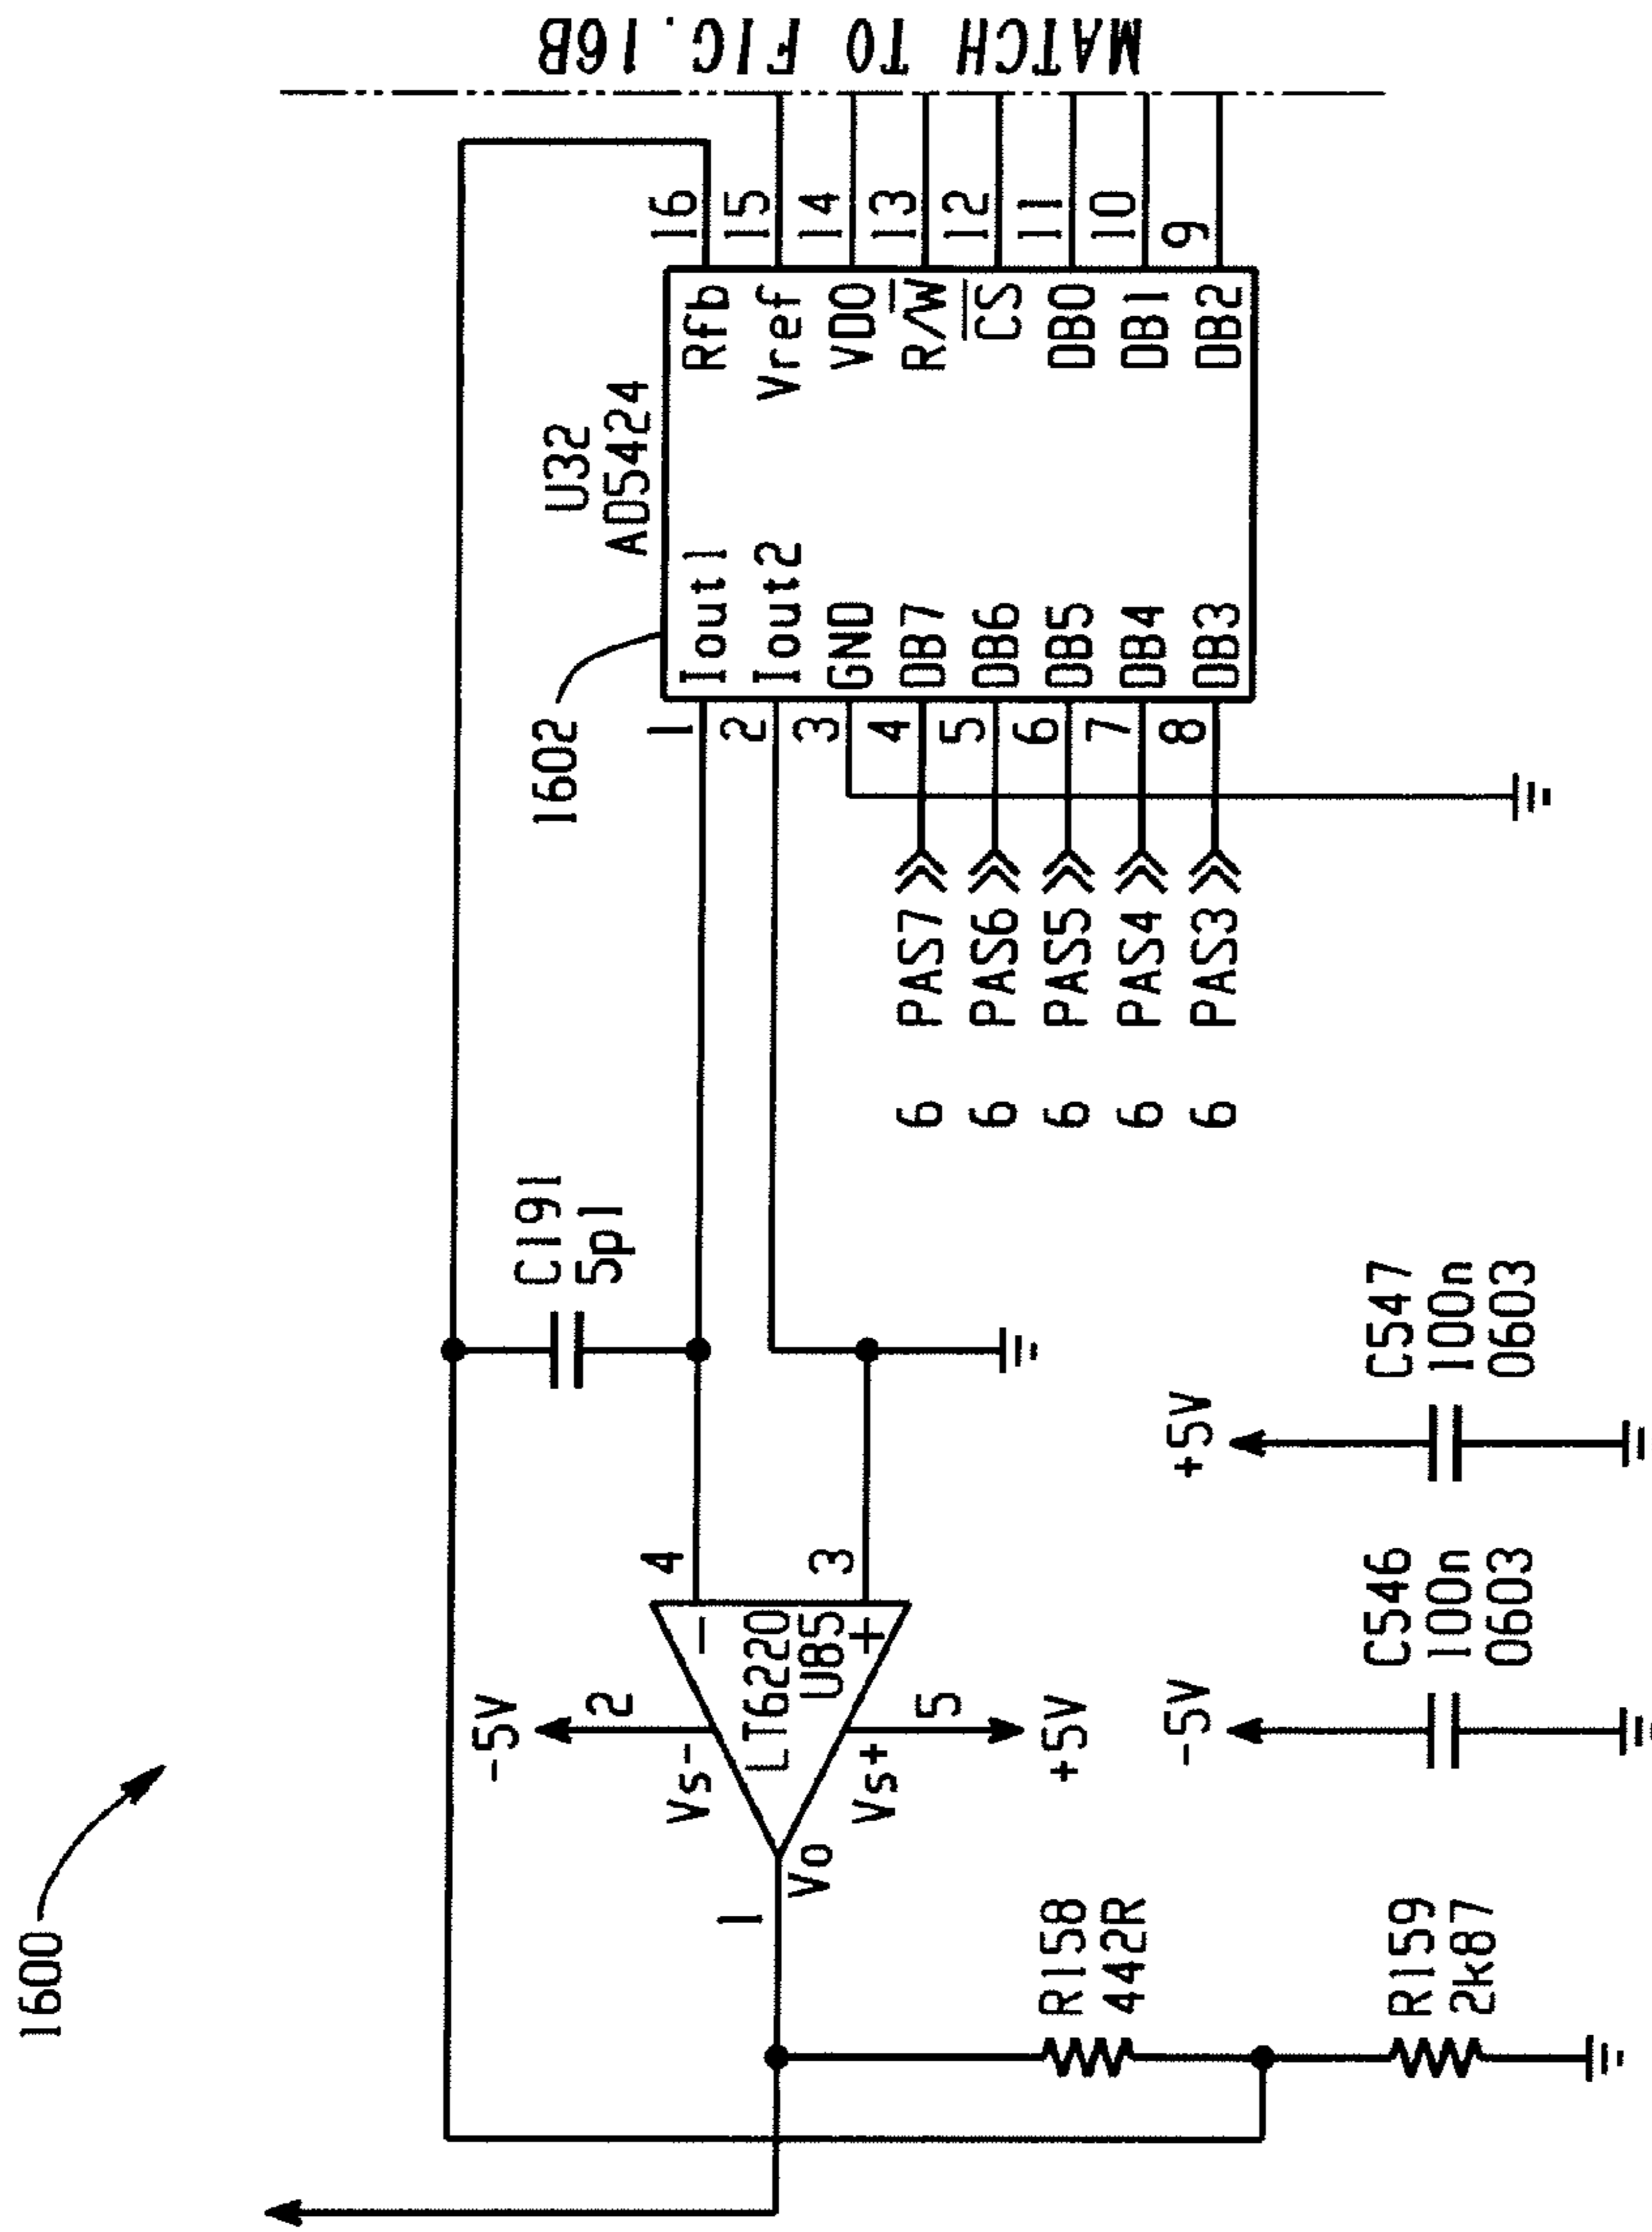 1600
MATCH TO FIG.16B
U32
AD5424
1602
Iout1
Iout2
GND
DB7
DB6
DB5
DB4
DB3
Rfb
Vref
VD0
R/W
CS
DB0
DB1
DB2
1
2
3
4
5
6
7
8
16
15
14
13
12
11
10
9
6 PAS7
6 PAS6
6 PAS5
6 PAS4
6 PAS3
C191
5p1
4
3
-
LT6220
U85
+
-5V
2
Vs-
5
Vs+
+5V
Vo
1
R158
442R
R159
2k87
-5V
C546
100n
0603
+5V
C547
100n
0603